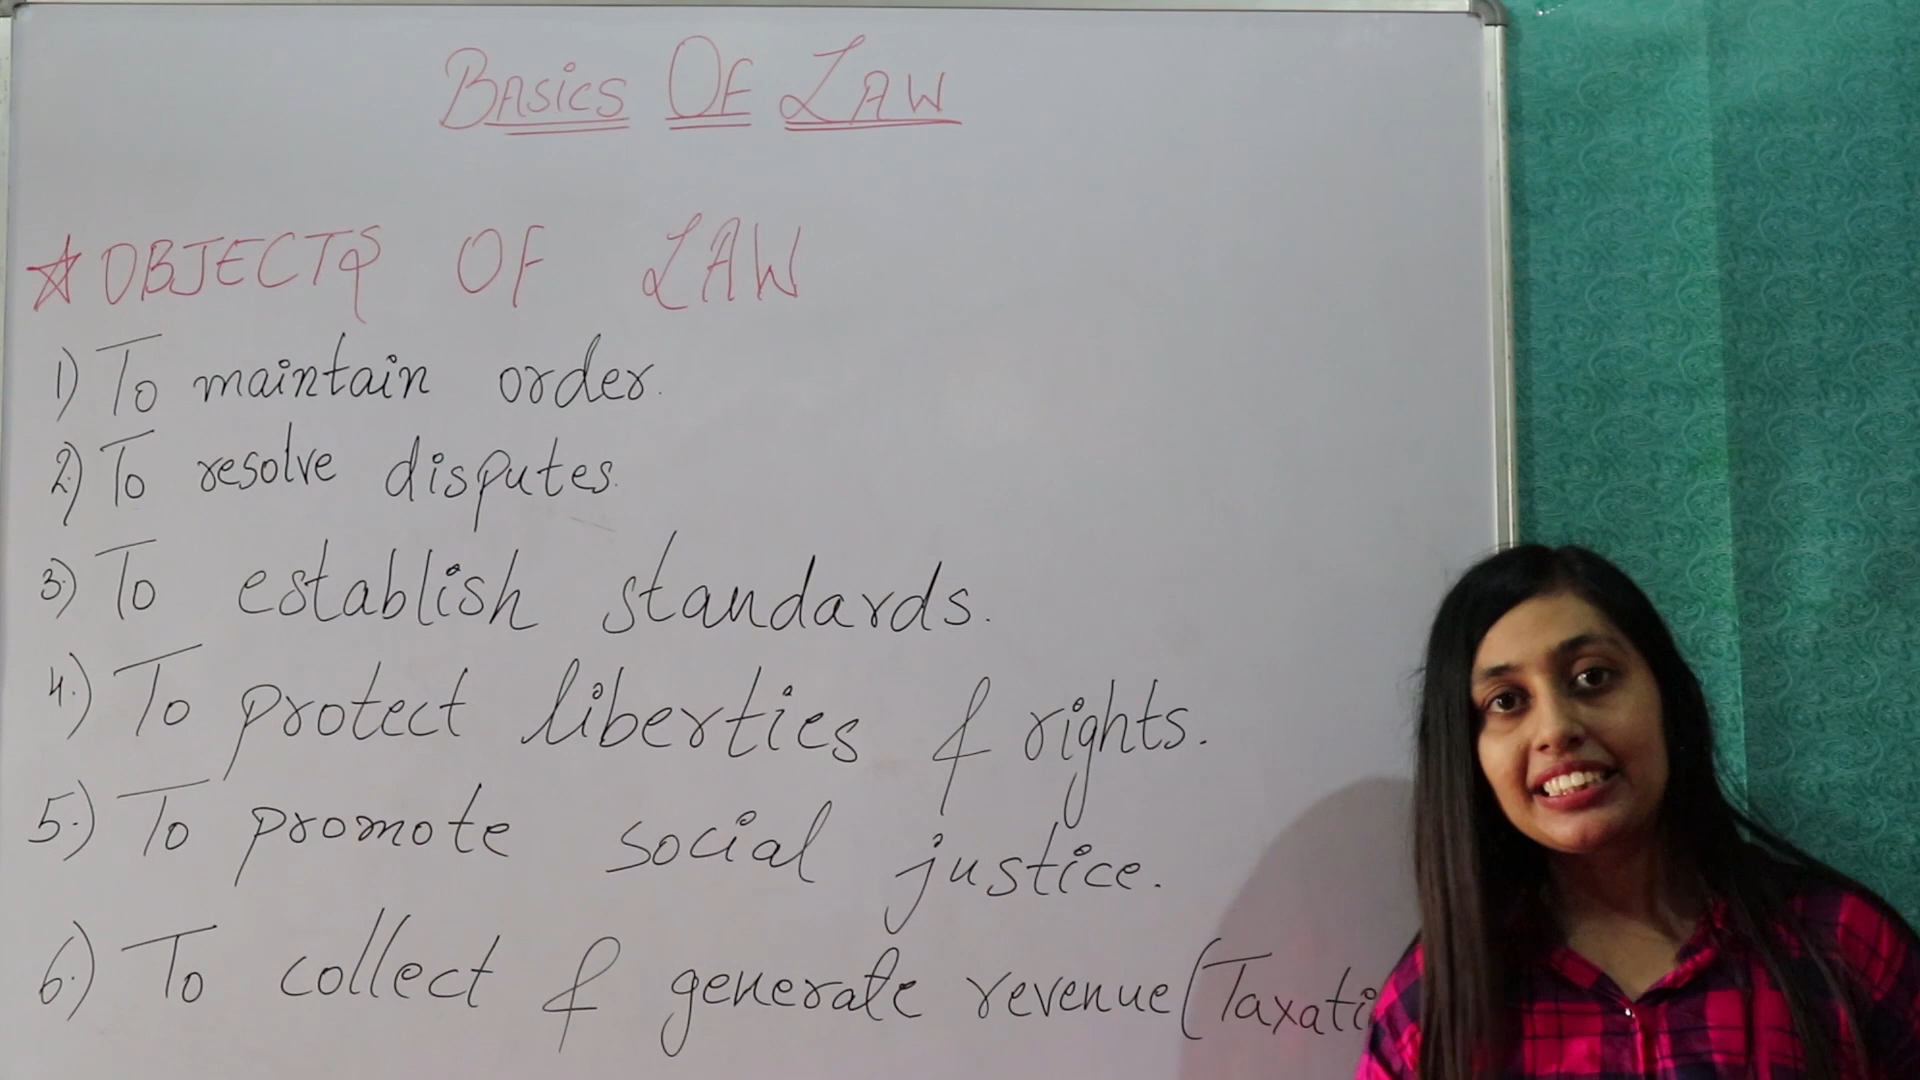 BASICS OF LAW
☆ OBJECTS OF LAW
1) To maintain order.
2) To resolve disputes.
3) To establish standards.
4.) To protect liberties & rights.
5.) To promote social justice.
6.) To collect & generate revenue (Taxati